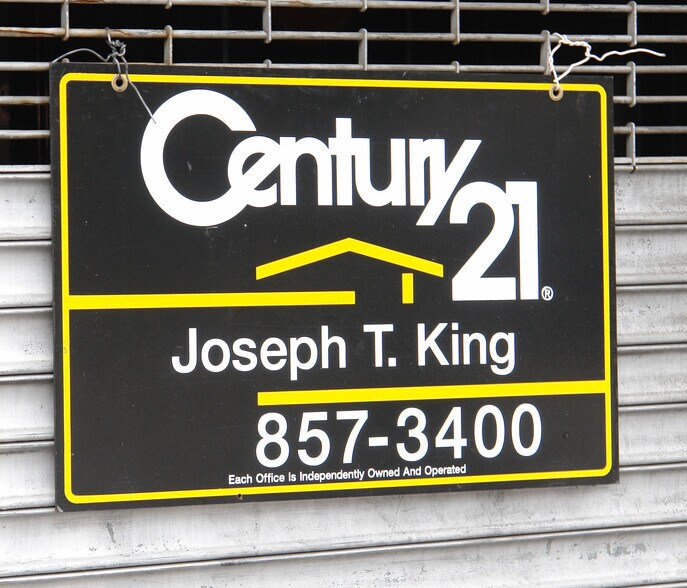 Century
21®
Joseph T. King
857-3400
Each Office Is Independently Owned And Operated